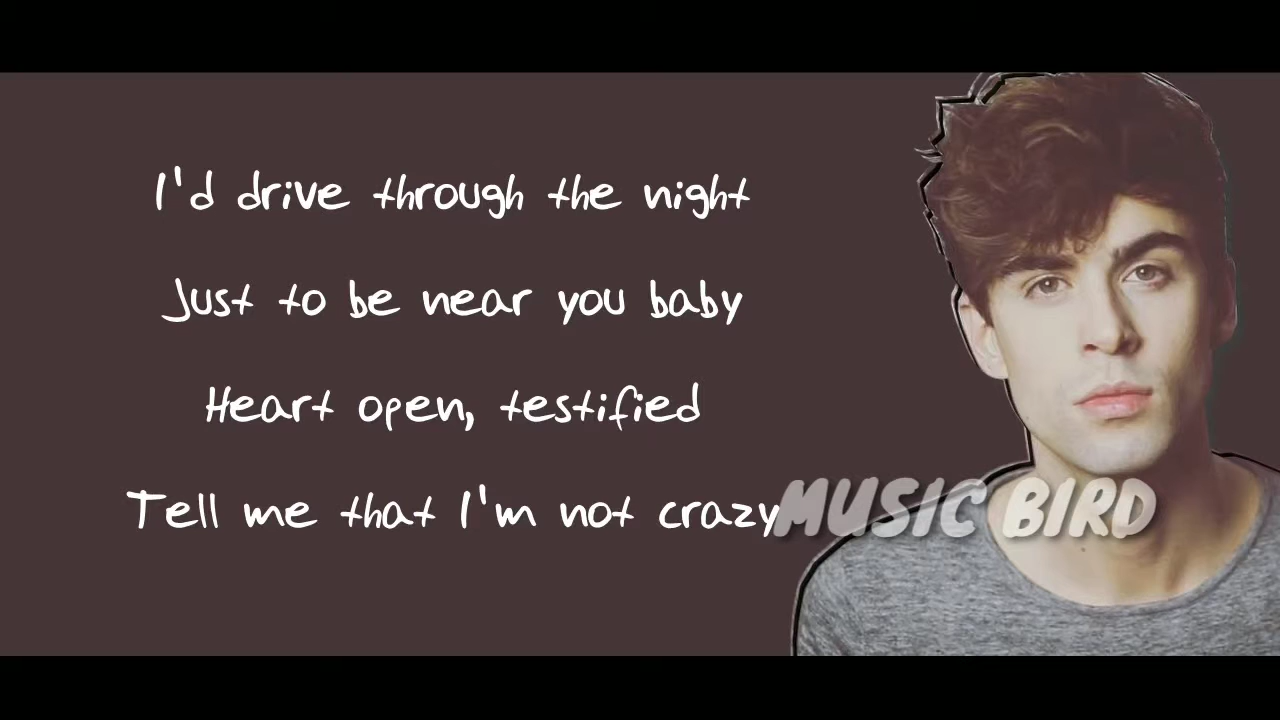 I'd drive through the night
Just to be near you baby
Heart open, testified
Tell me that I'm not crazy
MUSIC BIRD